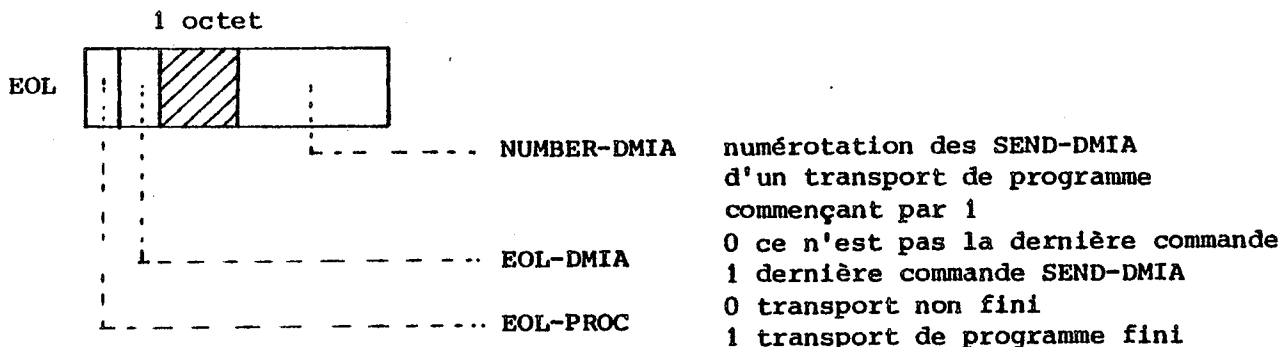 1 octet
EOL
NUMBER-DMIA numérotation des SEND-DMIA
d'un transport de programme
commençant par 1
0 ce n'est pas la dernière commande
EOL-DMIA 1 dernière commande SEND-DMIA
0 transport non fini
EOL-PROC 1 transport de programme fini